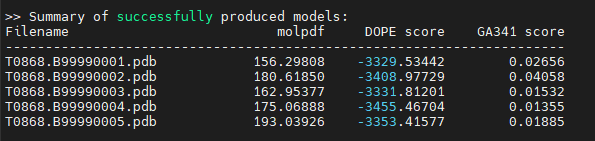 >> Summary of successfully produced models:
Filename                          molpdf     DOPE score    GA341 score
----------------------------------------------------------------------
T0868.B99990001.pdb            156.29808    -3329.53442        0.02656
T0868.B99990002.pdb            180.61850    -3408.97729        0.04058
T0868.B99990003.pdb            162.95377    -3331.81201        0.01532
T0868.B99990004.pdb            175.06888    -3455.46704        0.01355
T0868.B99990005.pdb            193.03926    -3353.41577        0.01885